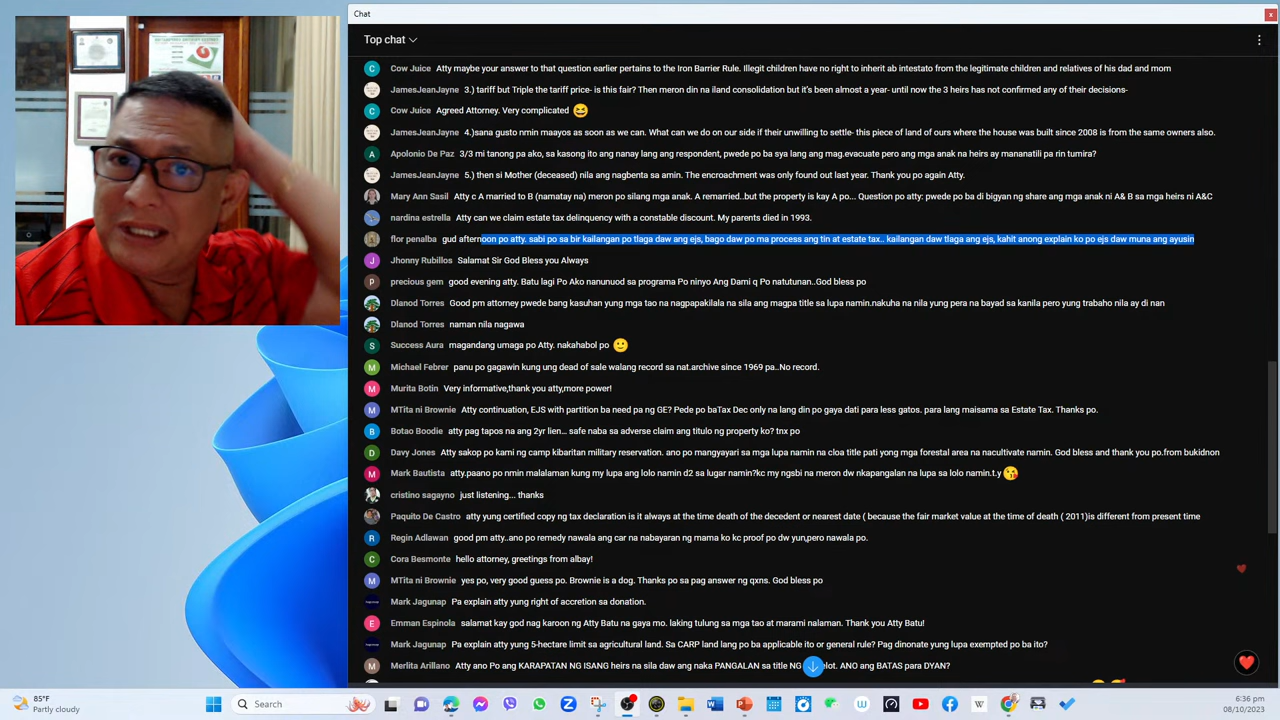 Chat
Top chat
Cow Juice Atty maybe your answer to that question earlier pertains to the Iron Barrier Rule. Illegit children have no right to inherit ab intestato from the legitimate children and relatives of his dad and mom
JamesJeanJayne 3.) tariff but Triple the tariff price- is this fair? Then meron din na iland consolidation but it's been almost a year- until now the 3 heirs has not confirmed any of their decisions-
Cow Juice Agreed Attorney. Very complicated
JamesJeanJayne 4.)sana gusto nmin maayos as soon as we can. What can we do on our side if their unwilling to settle- this piece of land of ours where the house was built since 2008 is from the same owners also.
Apolonio De Paz 3/3 mi tanong pa ako, sa kasong ito ang nanay lang ang respondent, pwede po ba sya lang ang mag.evacuate pero ang mga anak na heirs ay mananatili pa rin tumira?
JamesJeanJayne 5.) then si Mother (deceased) nila ang nagbenta sa amin. The encroachment was only found out last year. Thank you po again Atty.
Mary Ann Sasil Atty c A married to B (namatay na) meron po silang mga anak. A remarried..but the property is kay A po... Question po atty: pwede po ba di bigyan ng share ang mga anak ni A& B sa mga heirs ni A&C
nardina estrella Atty can we claim estate tax delinquency with a constable discount. My parents died in 1993.
flor penalba gud afternoon po atty. sabi po sa bir kailangan po tlaga daw ang ejs, bago daw po ma process ang tin at estate tax.. kailangan daw tlaga ang ejs, kahit anong explain ko po ejs daw muna ang ayusin
Jhonny Rubillos Salamat Sir God Bless you Always
precious gem good evening atty. Batu lagi Po Ako nanunuod sa programa Po ninyo Ang Dami q Po natutunan..God bless po
Dlanod Torres Good pm attorney pwede bang kasuhan yung mga tao na nagpapakilala na sila ang magpa title sa lupa namin.nakuha na nila yung pera na bayad sa kanila pero yung trabaho nila ay di nan
Dlanod Torres naman nila nagawa
Success Aura magandang umaga po Atty. nakahabol po
Michael Febrer panu po gagawin kung ung dead of sale walang record sa nat.archive since 1969 pa..No record.
Murita Botin Very informative,thank you atty,more power!
MTita ni Brownie Atty continuation, EJS with partition ba need pa ng GE? Pede po baTax Dec only na lang din po gaya dati para less gatos. para lang maisama sa Estate Tax. Thanks po.
Botao Boodie atty pag tapos na ang 2yr lien... safe naba sa adverse claim ang titulo ng property ko? tnx po
Davy Jones Atty sakop po kami ng camp kibaritan military reservation. ano po mangyayari sa mga lupa namin na cloa title pati yong mga forestal area na nacultivate namin. God bless and thank you po.from bukidnon
Mark Bautista atty.paano po nmin malalaman kung my lupa ang lolo namin d2 sa lugar namin?kc my ngsbi na meron dw nkapangalan na lupa sa lolo namin.t.y
cristino sagayno just listening... thanks
Paquito De Castro atty yung certified copy ng tax declaration is it always at the time death of the decedent or nearest date ( because the fair market value at the time of death ( 2011)is different from present time
Regin Adlawan good pm atty..ano po remedy nawala ang car na nabayaran ng mama ko kc proof po dw yun,pero nawala po.
Cora Besmonte hello attorney, greetings from albay!
MTita ni Brownie yes po, very good guess po. Brownie is a dog. Thanks po sa pag answer ng qxns. God bless po
Mark Jagunap Pa explain atty yung right of accretion sa donation.
Emman Espinola salamat kay god nag karoon ng Atty Batu na gaya mo. laking tulung sa mga tao at marami nalaman. Thank you Atty Batu!
Mark Jagunap Pa explain atty yung 5-hectare limit sa agricultural land. Sa CARP land lang po ba applicable ito or general rule? Pag dinonate yung lupa exempted po ba ito?
Merlita Arillano Atty ano Po ang KARAPATAN NG ISANG heirs na sila daw ang naka PANGALAN sa title NG lot. ANO ang BATAS para DYAN?
85°F
Partly cloudy
Search
6:36 pm
08/10/2023